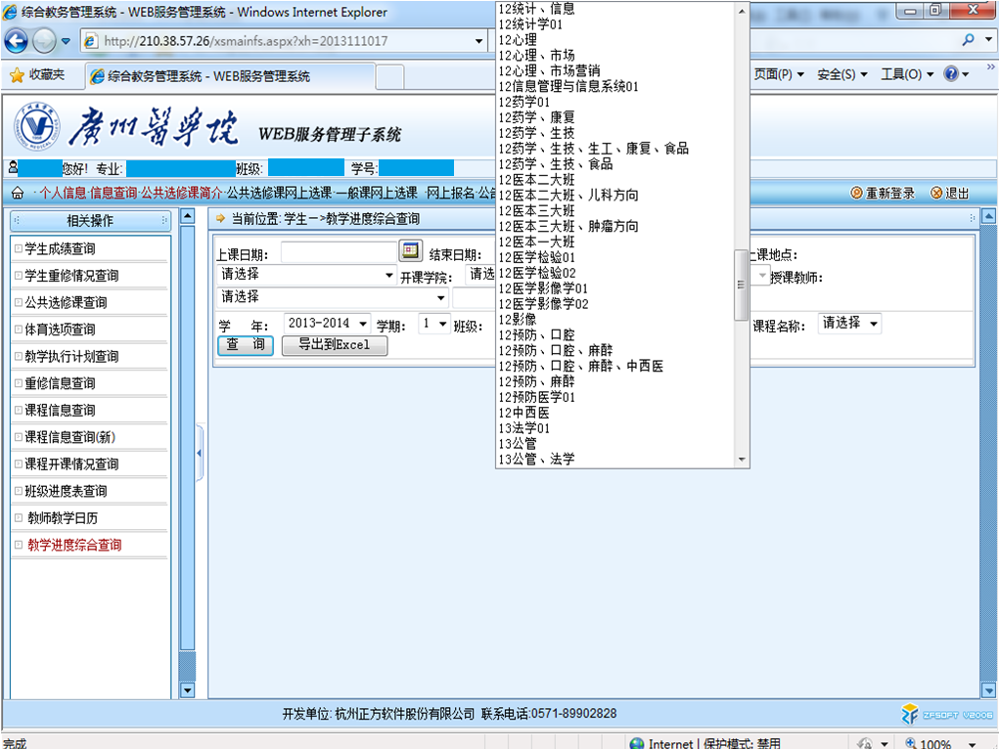 综合教务管理系统 - WEB服务管理系统 - Windows Internet Explorer
http://210.38.57.26/xsmainfs.aspx?xh=2013111017
收藏夹
综合教务管理系统 - WEB服务管理系统
页面(P)
安全(S)
工具(O)
»
廣州醫學院 WEB服务管理子系统
您好! 专业: 班级: 学号:
·个人信息·信息查询·公共选修课简介·公共选修课网上选课·一般课网上选课 ·网上报名·公
重新登录 退出
相关操作
学生成绩查询
学生重修情况查询
公共选修课查询
体育选项查询
教学执行计划查询
重修信息查询
课程信息查询
课程信息查询(新)
课程开课情况查询
班级进度表查询
教师教学日历
教学进度综合查询
当前位置: 学生—>教学进度综合查询
上课日期: 结束日期: 上课地点:
请选择 开课学院: 请选 授课教师:
请选择
学 年: 2013-2014 学期: 1 班级: 课程名称: 请选择
查 询 导出到Excel
12统计、信息
12统计学01
12心理
12心理、市场
12心理、市场营销
12信息管理与信息系统01
12药学01
12药学、康复
12药学、生技
12药学、生技、生工、康复、食品
12药学、生技、食品
12医本二大班
12医本二大班、儿科方向
12医本三大班
12医本三大班、肿瘤方向
12医本一大班
12医学检验01
12医学检验02
12医学影像学01
12医学影像学02
12影像
12预防、口腔
12预防、口腔、麻醉
12预防、口腔、麻醉、中西医
12预防、麻醉
12预防医学01
12中西医
13法学01
13公管
13公管、法学
开发单位: 杭州正方软件股份有限公司 联系电话:0571-89902828
ZFSOFT V2006
完成
Internet | 保护模式: 禁用
100%